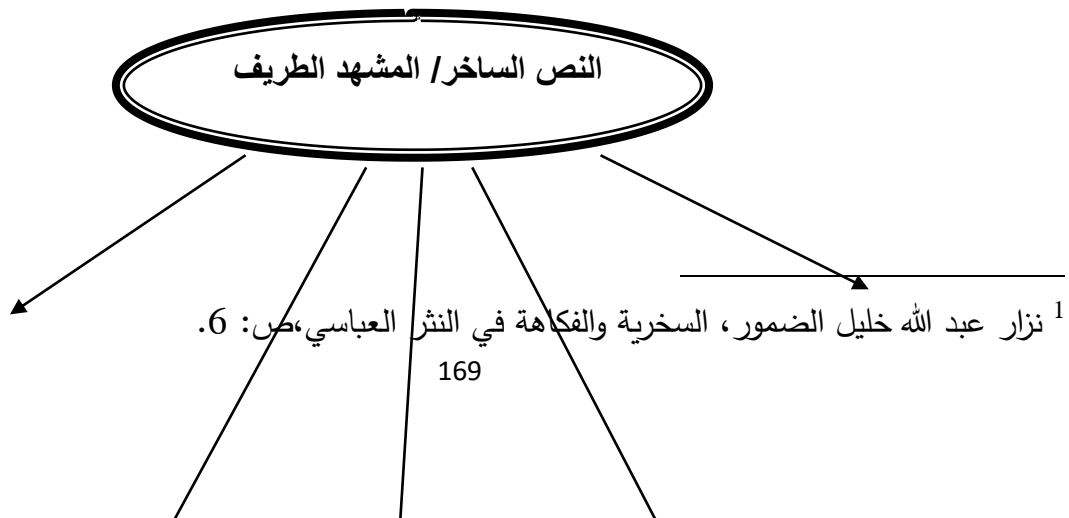 النص الساخر/ المشهد الطريف
1 نزار عبد الله خليل الضمور، السخرية والفكاهة في النثر العباسي،ص: 6.
169